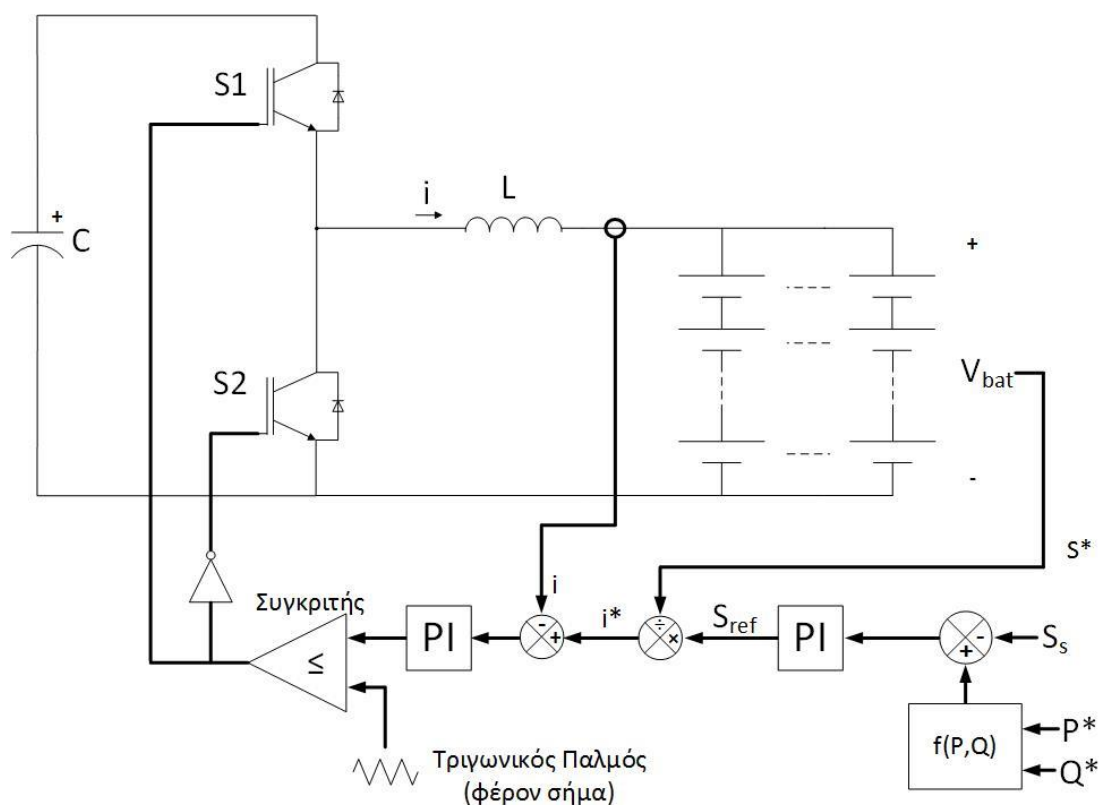 S1
+
C
i
L
S2
+
V_bat
-
s*
Συγκριτής
≤
PI
i
-
+
i*
÷
×
S_ref
PI
-
+
S_s
f(P,Q)
P*
Q*
Τριγωνικός Παλμός
(φέρον σήμα)